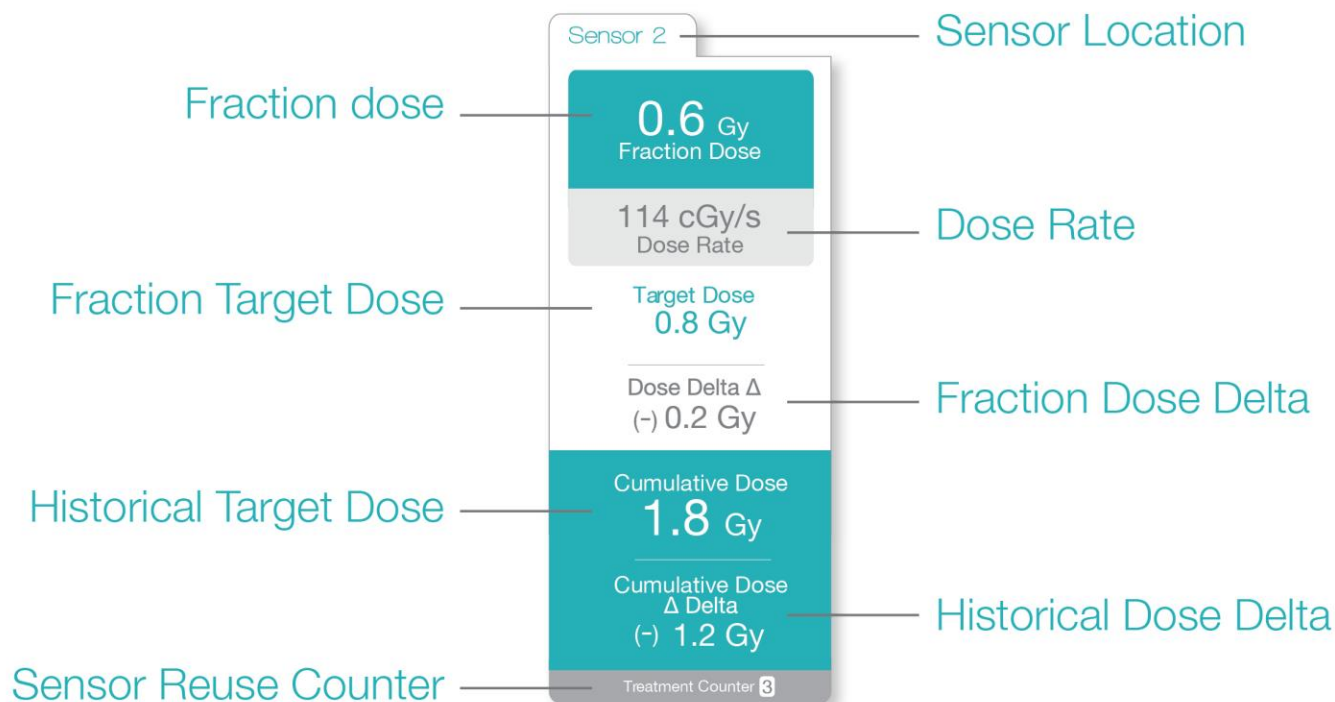 Sensor 2
Sensor Location
Fraction dose
0.6 Gy
Fraction Dose
114 cGy/s
Dose Rate
Dose Rate
Fraction Target Dose
Target Dose
0.8 Gy
Dose Delta Δ
(-) 0.2 Gy
Fraction Dose Delta
Historical Target Dose
Cumulative Dose
1.8 Gy
Cumulative Dose
Δ Delta
(-) 1.2 Gy
Historical Dose Delta
Sensor Reuse Counter
Treatment Counter 3